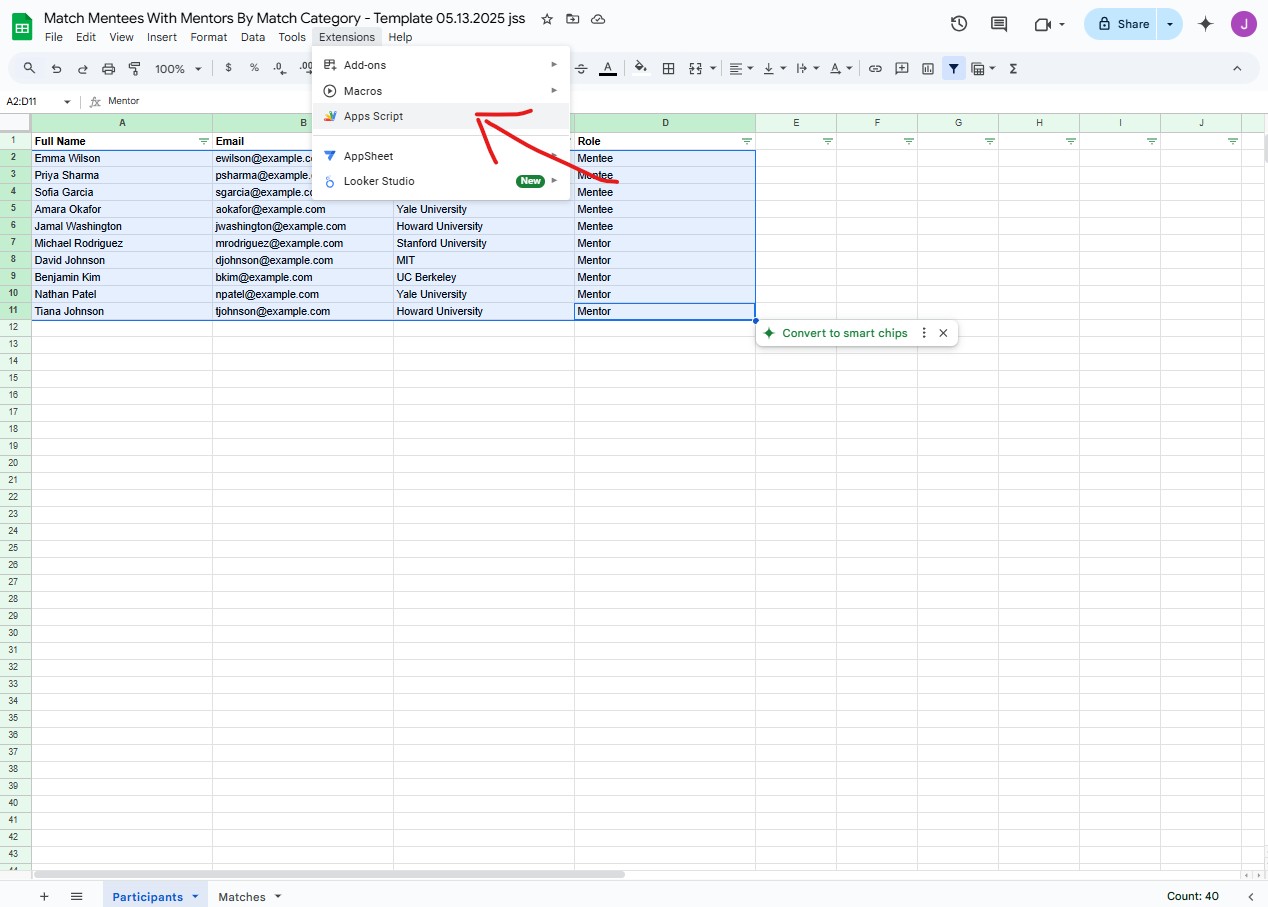 Match Mentees With Mentors By Match Category - Template 05.13.2025 jss
File Edit View Insert Format Data Tools Extensions Help
Share
J
100% $ % .0 .00
A
Σ
A2:D11 fx Mentor
Add-ons
Macros
Apps Script
AppSheet
Looker Studio New
A B D E F G H I J
1 Full Name Email Role
2 Emma Wilson ewilson@example.c Mentee
3 Priya Sharma psharma@example. Mentee
4 Sofia Garcia sgarcia@example.co Mentee
5 Amara Okafor aokafor@example.com Yale University Mentee
6 Jamal Washington jwashington@example.com Howard University Mentee
7 Michael Rodriguez mrodriguez@example.com Stanford University Mentor
8 David Johnson djohnson@example.com MIT Mentor
9 Benjamin Kim bkim@example.com UC Berkeley Mentor
10 Nathan Patel npatel@example.com Yale University Mentor
11 Tiana Johnson tjohnson@example.com Howard University Mentor
12
Convert to smart chips
13
14
15
16
17
18
19
20
21
22
23
24
25
26
27
28
29
30
31
32
33
34
35
36
37
38
39
40
41
42
43
Participants Matches Count: 40